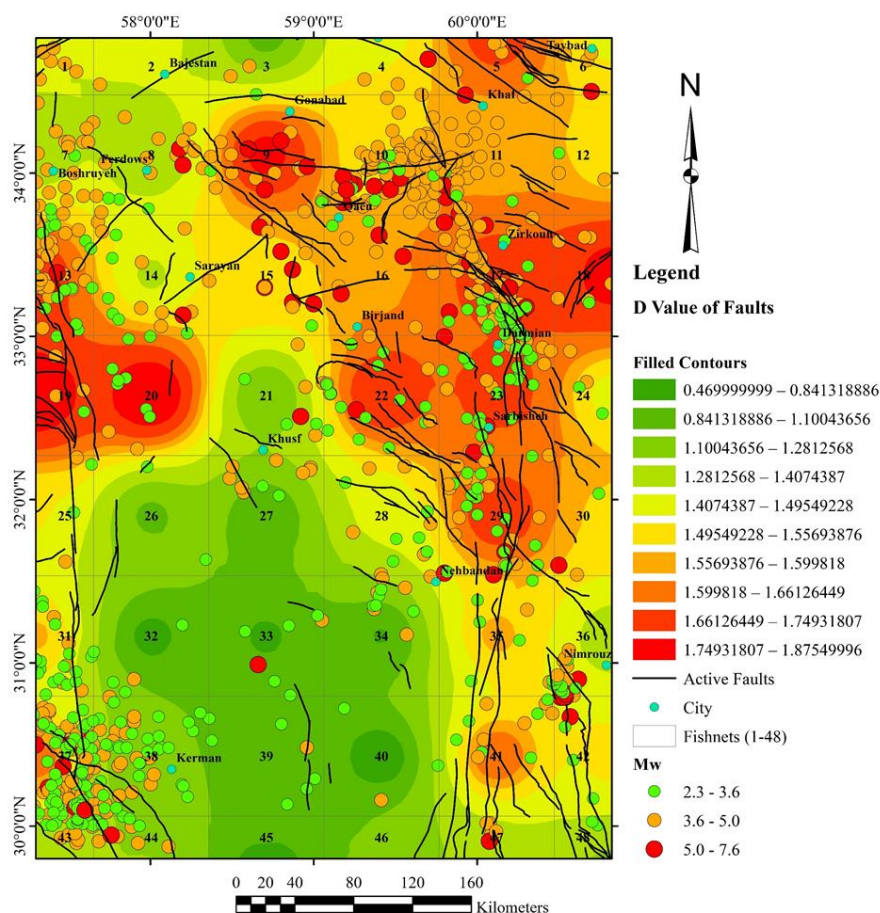 58°0'0"E 59°0'0"E 60°0'0"E
Taybad
1 2 3 4 5 6
Bajestan
Khaf
Gonabad
7 8 9 10 11 12
Ferdows
Boshruyeh
34°0'0"N
Qaen
Zirkouh
13 14 15 16 17 18
Sarayan
Birjand
33°0'0"N
Darmian
19 20 21 22 23 24
Sarbisheh
Khusf
32°0'0"N
25 26 27 28 29 30
Nehbandan
31 32 33 34 35 36
Nimrouz
31°0'0"N
37 38 39 40 41 42
Kerman
30°0'0"N
43 44 45 46 47 48
0 20 40 80 120 160
Kilometers
N
Legend
D Value of Faults
Filled Contours
0.469999999 – 0.841318886
0.841318886 – 1.10043656
1.10043656 – 1.2812568
1.2812568 – 1.4074387
1.4074387 – 1.49549228
1.49549228 – 1.55693876
1.55693876 – 1.599818
1.599818 – 1.66126449
1.66126449 – 1.74931807
1.74931807 – 1.87549996
Active Faults
City
Fishnets (1-48)
Mw
2.3 - 3.6
3.6 - 5.0
5.0 - 7.6